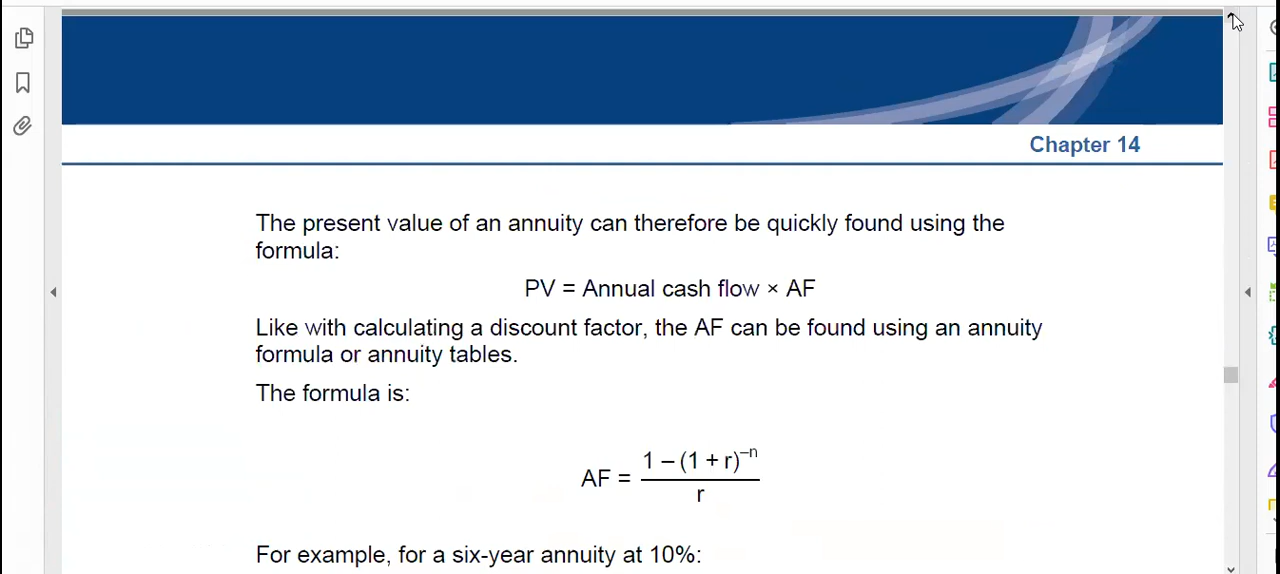 Chapter 14
The present value of an annuity can therefore be quickly found using the
formula:
PV = Annual cash flow × AF
Like with calculating a discount factor, the AF can be found using an annuity
formula or annuity tables.
The formula is:
AF = 1 – (1 + r)⁻ⁿ / r
For example, for a six-year annuity at 10%: